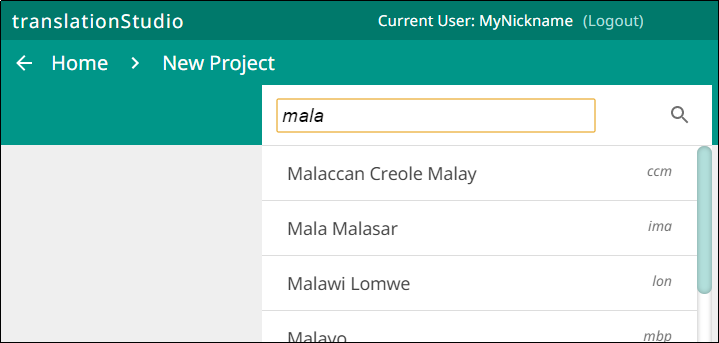 translationStudio Current User: MyNickname (Logout)
← Home > New Project
mala
Malaccan Creole Malay ccm
Mala Malasar ima
Malawi Lomwe lon
Malayo mbp